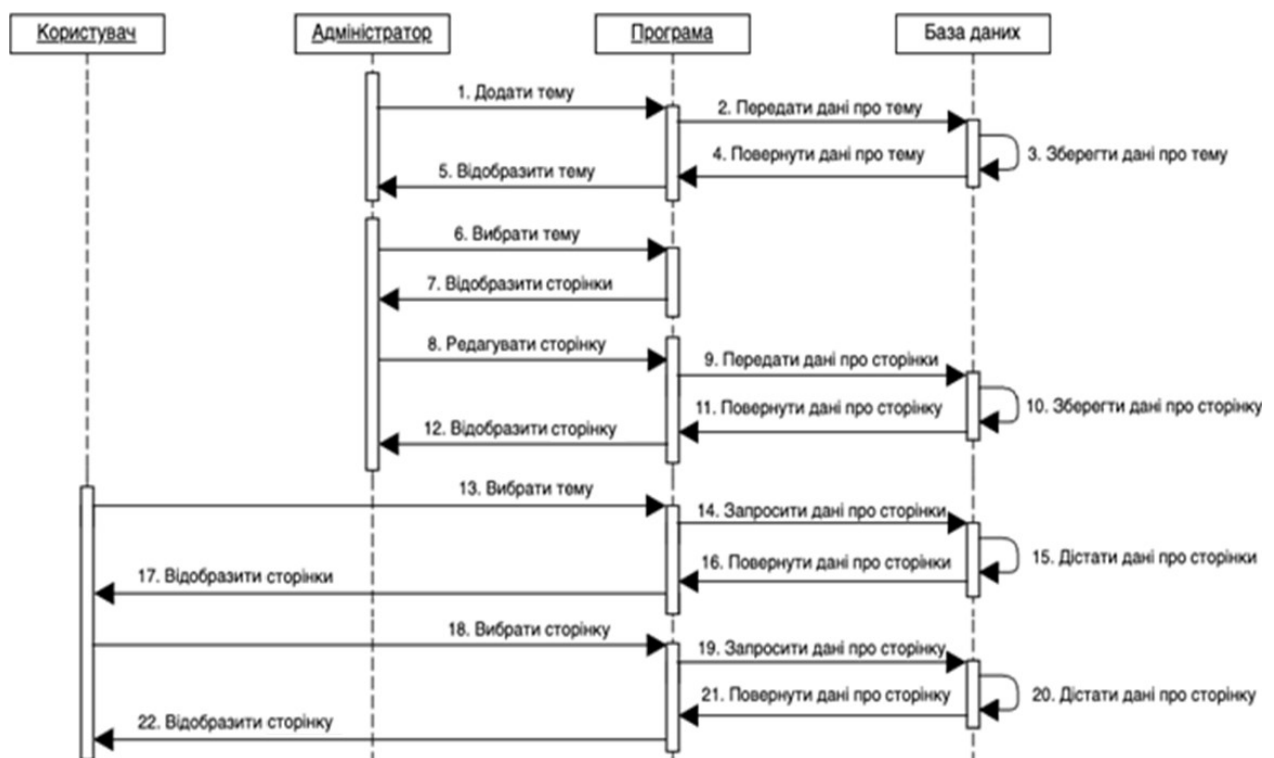 Користувач
Адміністратор
Програма
База даних
1. Додати тему
2. Передати дані про тему
3. Зберегти дані про тему
4. Повернути дані про тему
5. Відобразити тему
6. Вибрати тему
7. Відобразити сторінки
8. Редагувати сторінку
9. Передати дані про сторінки
10. Зберегти дані про сторінку
11. Повернути дані про сторінку
12. Відобразити сторінку
13. Вибрати тему
14. Запросити дані про сторінки
15. Дістати дані про сторінки
16. Повернути дані про сторінки
17. Відобразити сторінки
18. Вибрати сторінку
19. Запросити дані про сторінку
20. Дістати дані про сторінку
21. Повернути дані про сторінку
22. Відобразити сторінку